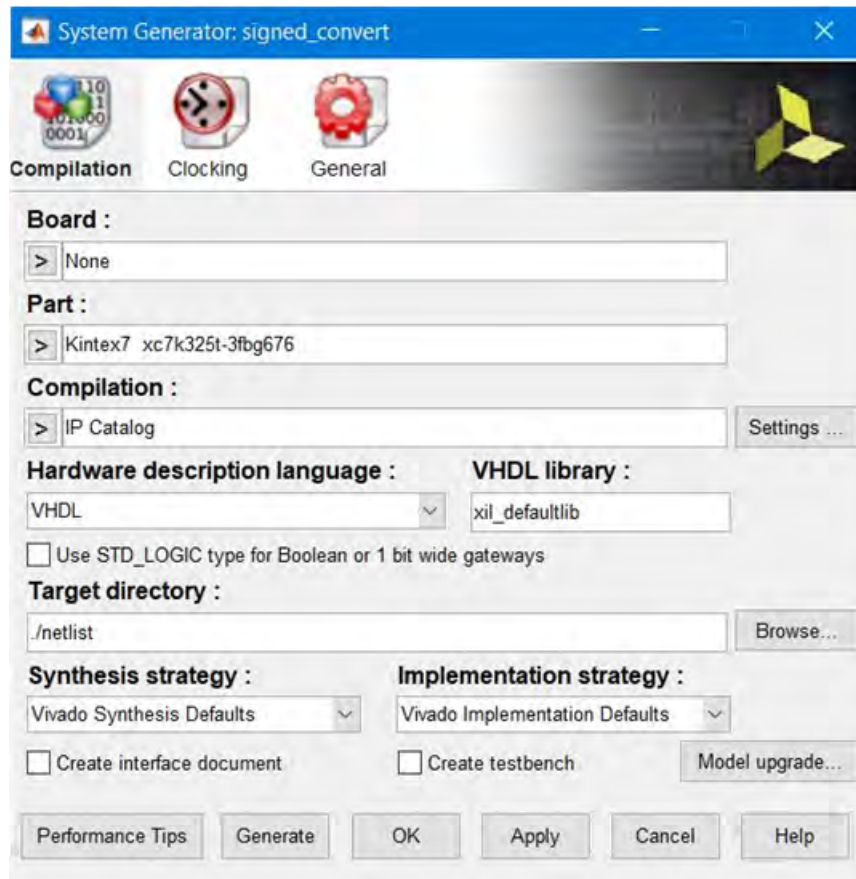 System Generator: signed_convert
Compilation Clocking General
Board :
> None
Part :
> Kintex7 xc7k325t-3fbg676
Compilation :
> IP Catalog Settings ...
Hardware description language : VHDL library :
VHDL xil_defaultlib
Use STD_LOGIC type for Boolean or 1 bit wide gateways
Target directory :
./netlist Browse...
Synthesis strategy : Implementation strategy :
Vivado Synthesis Defaults Vivado Implementation Defaults
Create interface document Create testbench Model upgrade...
Performance Tips Generate OK Apply Cancel Help